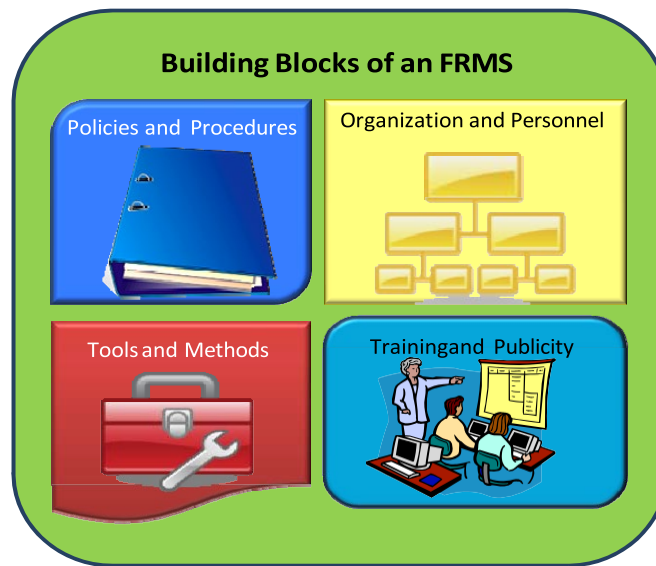 Building Blocks of an FRMS
Policies and Procedures
Organization and Personnel
Tools and Methods
Trainingand Publicity